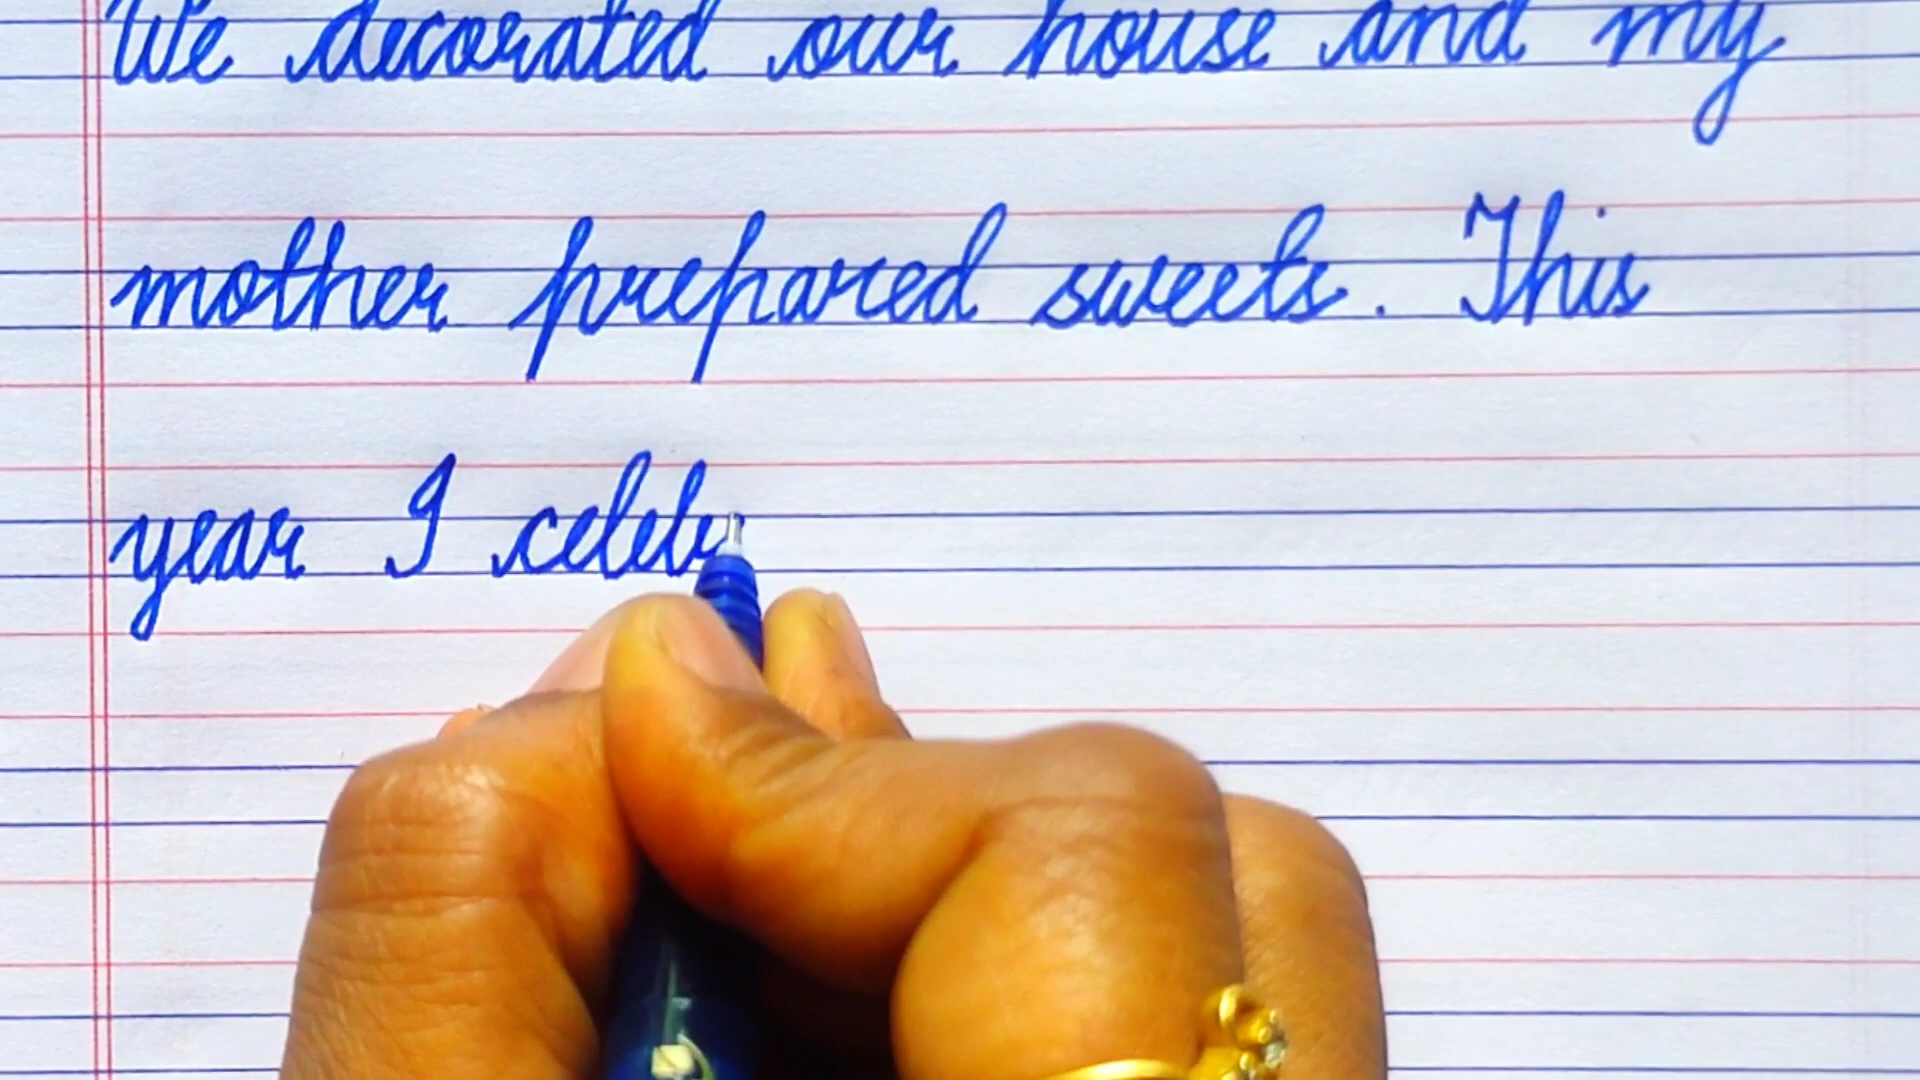 We decorated our house and my
mother prepared sweets. This
year I celeb